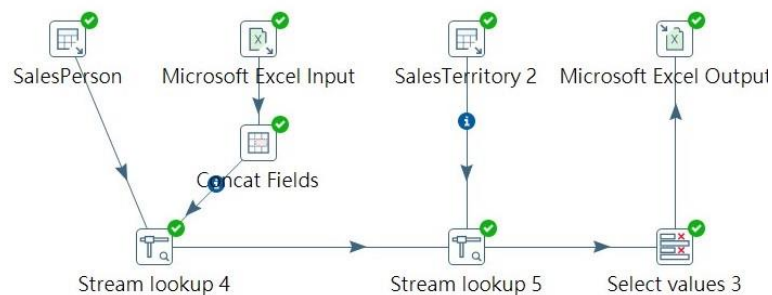 SalesPerson
Microsoft Excel Input
SalesTerritory 2
Microsoft Excel Output
Concat Fields
Stream lookup 4
Stream lookup 5
Select values 3